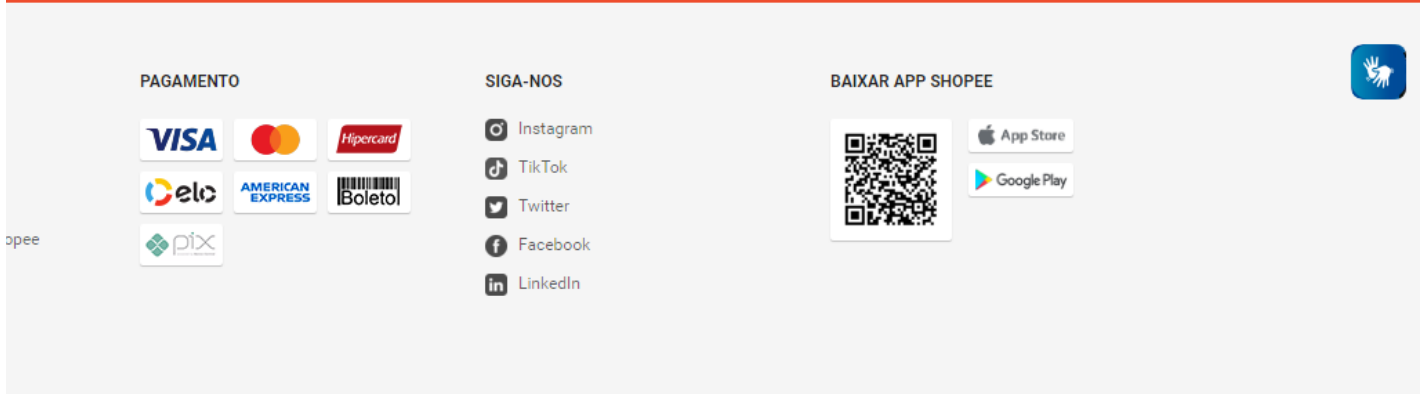 PAGAMENTO
VISA
Hipercard
elo
AMERICAN
EXPRESS
Boleto
pix
opee
SIGA-NOS
Instagram
TikTok
Twitter
Facebook
LinkedIn
BAIXAR APP SHOPEE
App Store
Google Play